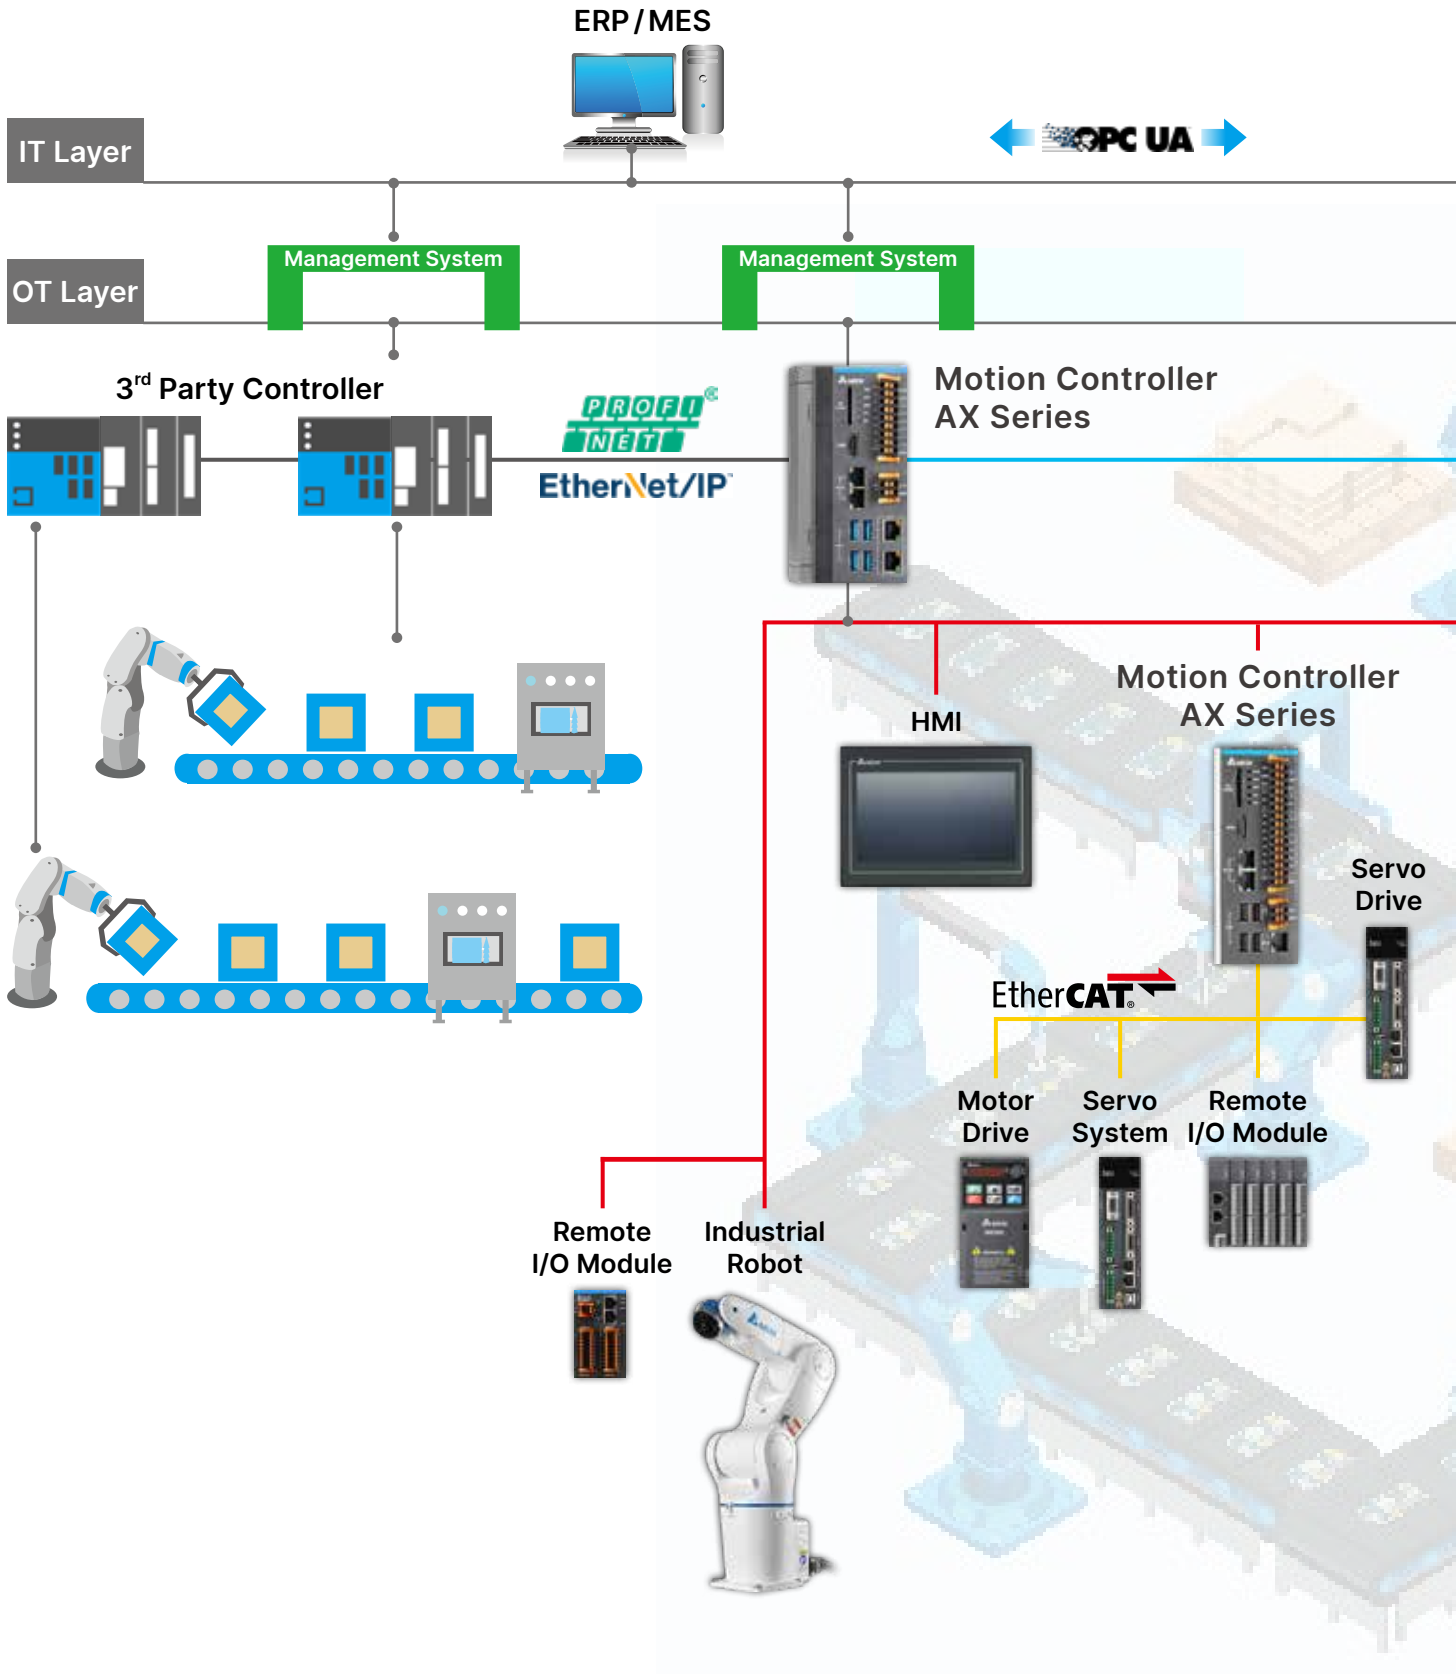 ERP / MES
IT Layer
OPC UA
Management System
Management System
OT Layer
3rd Party Controller
PROFI
NET
EtherNet/IP™
Motion Controller
AX Series
HMI
Motion Controller
AX Series
Servo
Drive
EtherCAT®
Motor
Drive
Servo
System
Remote
I/O Module
Remote
I/O Module
Industrial
Robot